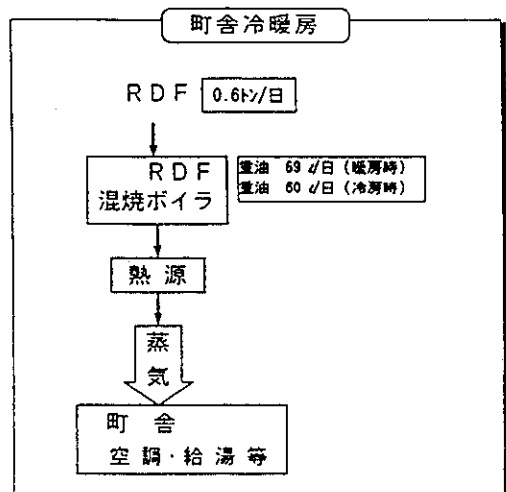 町舎冷暖房
RDF 0.6トン/日
RDF
混焼ボイラ
重油 69 ℓ/日(暖房時)
重油 60 ℓ/日(冷房時)
熱源
蒸
気
町舎
空調・給湯等